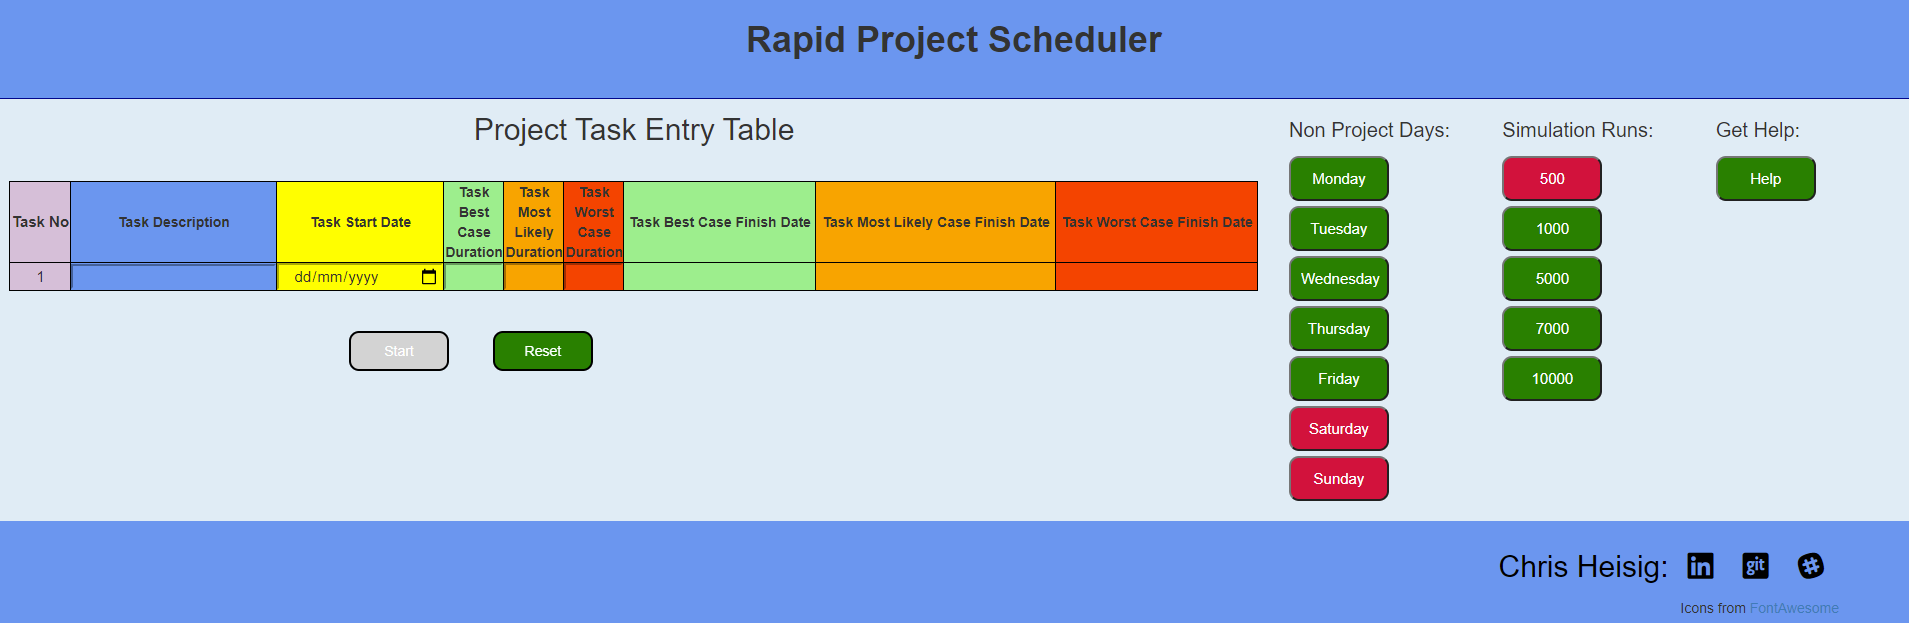 Rapid Project Scheduler
Project Task Entry Table
Task No
Task Description
Task Start Date
Task
Best
Case
Duration
Task
Most
Likely
Duration
Task
Worst
Case
Duration
Task Best Case Finish Date
Task Most Likely Case Finish Date
Task Worst Case Finish Date
1
dd/mm/yyyy
Start
Reset
Non Project Days:
Monday
Tuesday
Wednesday
Thursday
Friday
Saturday
Sunday
Simulation Runs:
500
1000
5000
7000
10000
Get Help:
Help
Chris Heisig:
in
git
Icons from FontAwesome